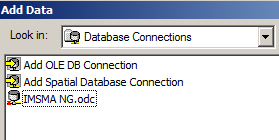 Add Data
Look in: Database Connections
Add OLE DB Connection
Add Spatial Database Connection
IMSMA NG.odc